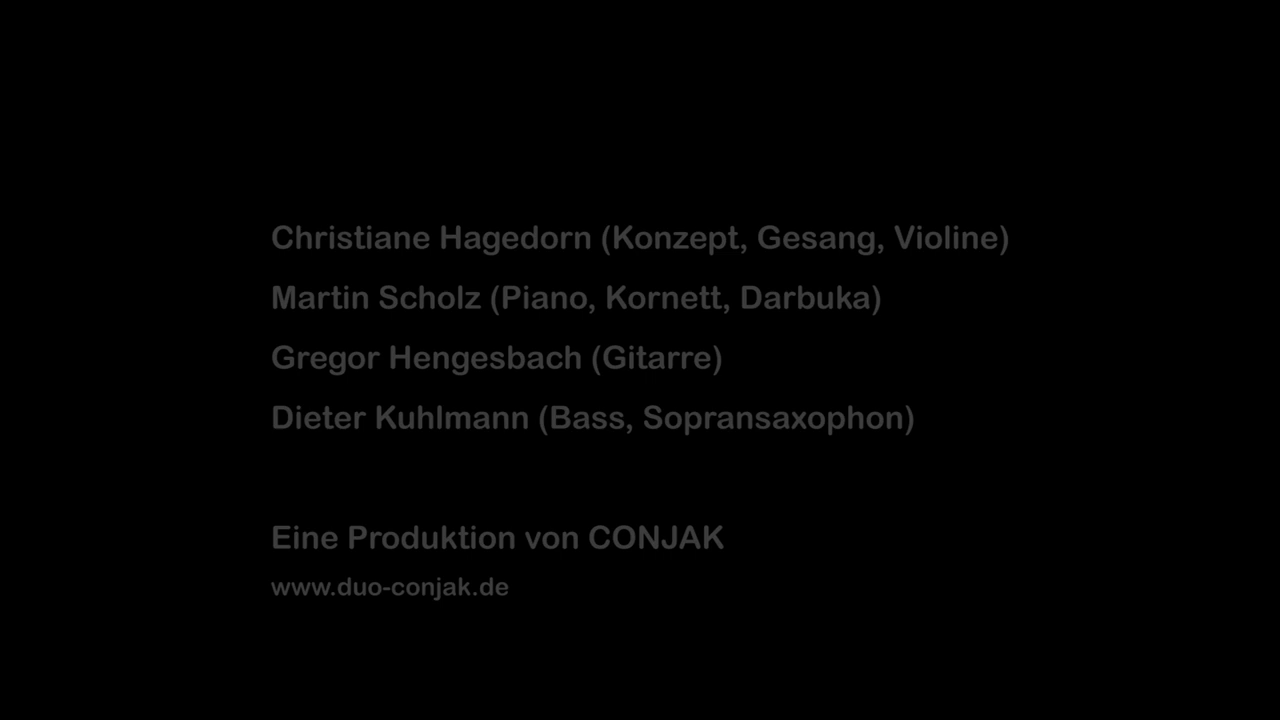 Christiane Hagedorn (Konzept, Gesang, Violine)
Martin Scholz (Piano, Kornett, Darbuka)
Gregor Hengesbach (Gitarre)
Dieter Kuhlmann (Bass, Sopransaxophon)
Eine Produktion von CONJAK
www.duo-conjak.de